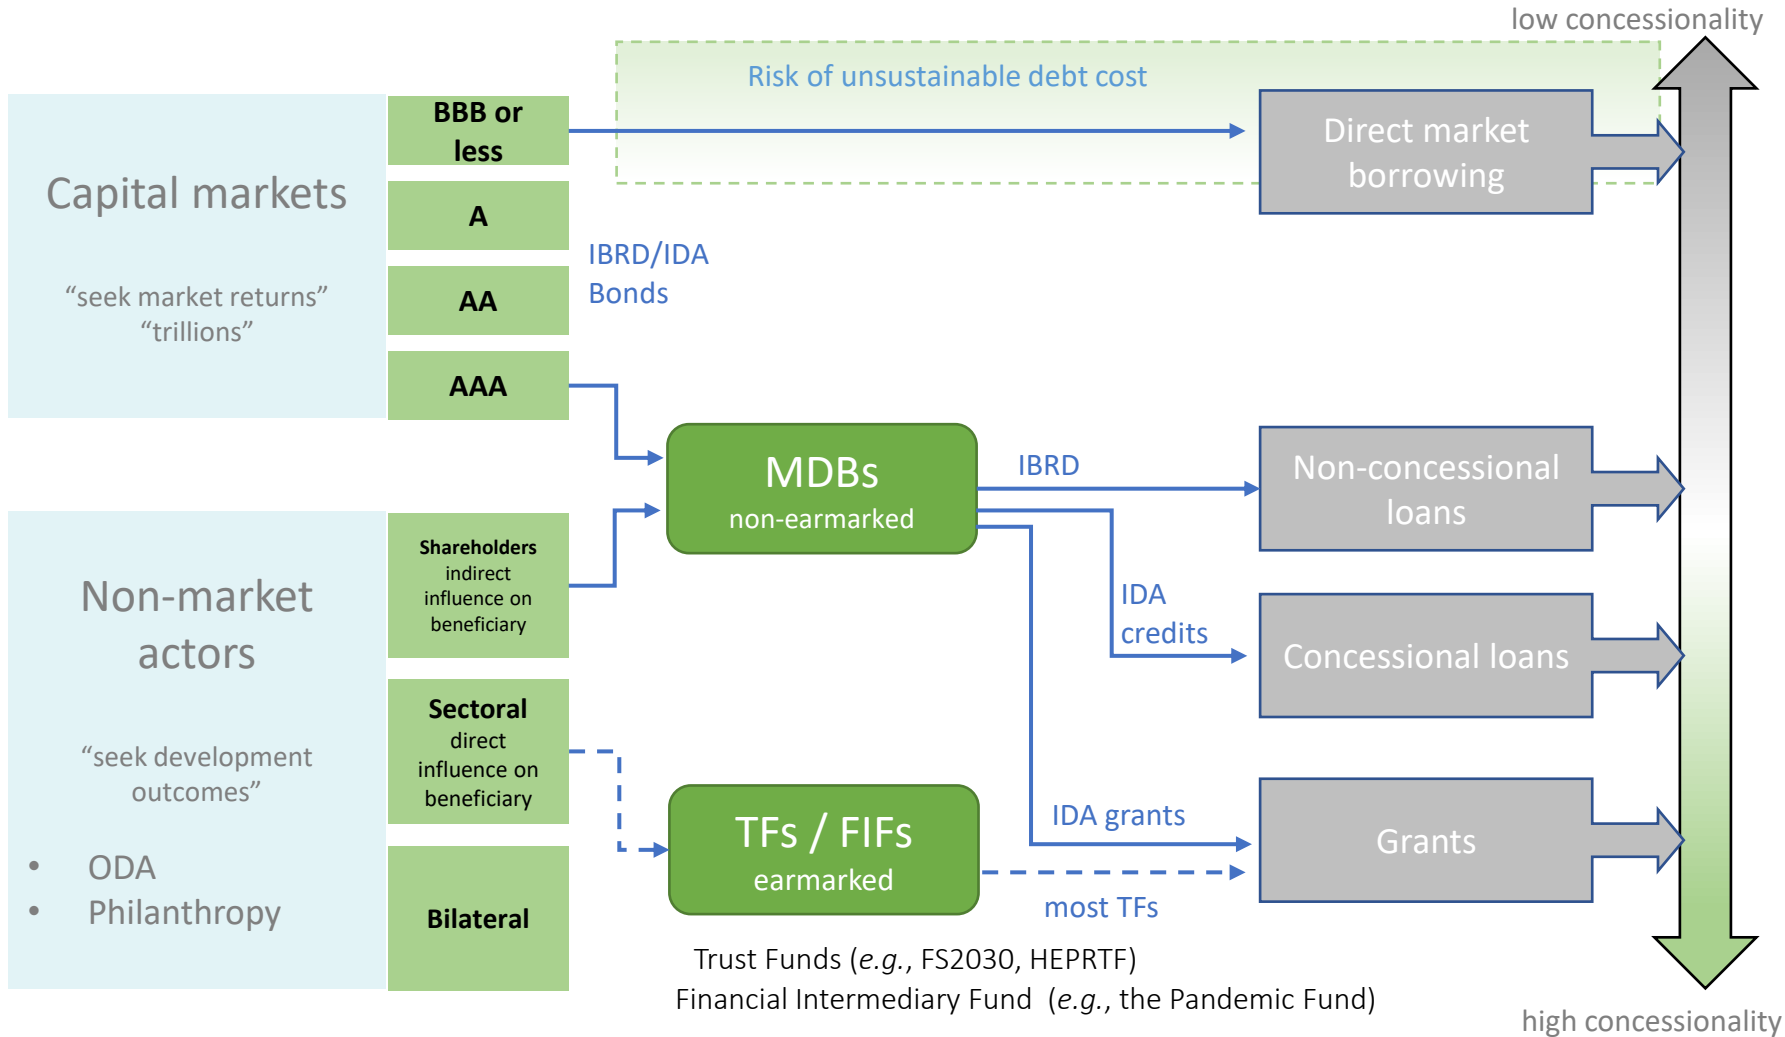 low concessionality
Risk of unsustainable debt cost
BBB or
less
Direct market
borrowing
Capital markets
A
IBRD/IDA
Bonds
“seek market returns”
“trillions”
AA
AAA
MDBs
non-earmarked
IBRD
Non-concessional
loans
Non-market
actors
Shareholders
indirect
influence on
beneficiary
IDA
credits
Concessional loans
“seek development
outcomes”
Sectoral
direct
influence on
beneficiary
TFs / FIFs
earmarked
IDA grants
Grants
most TFs
• ODA
• Philanthropy
Bilateral
Trust Funds (e.g., FS2030, HEPRTF)
Financial Intermediary Fund (e.g., the Pandemic Fund)
high concessionality